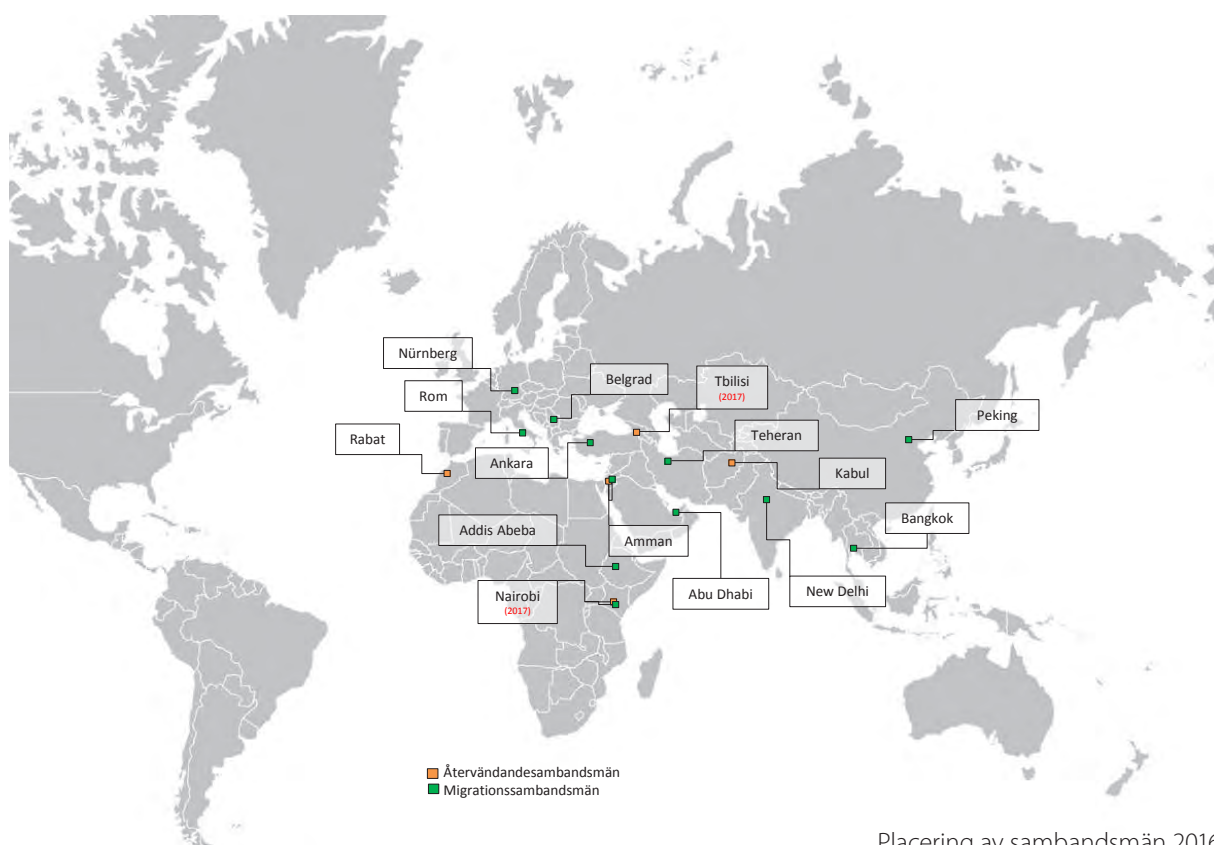 Nürnberg
Belgrad
Tbilisi
(2017)
Rom
Peking
Rabat
Teheran
Ankara
Kabul
Bangkok
Addis Abeba
Amman
Nairobi
(2017)
Abu Dhabi
New Delhi
Återvändandesambandsmän
Migrationssambandsmän
Placering av sambandsmän 2016